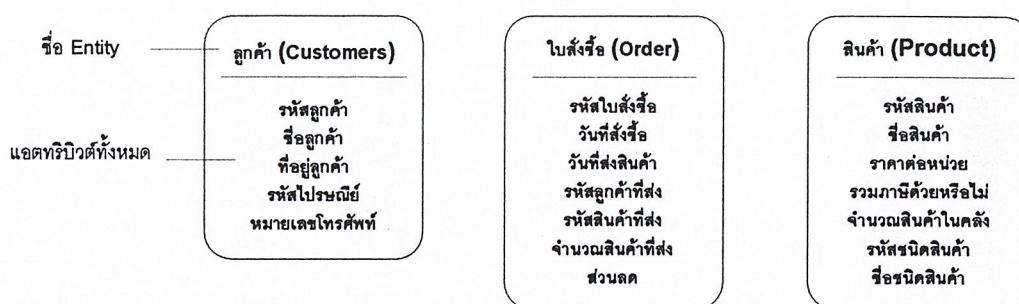 ชื่อ Entity
ลูกค้า (Customers)
รหัสลูกค้า
ชื่อลูกค้า
ที่อยู่ลูกค้า
รหัสไปรษณีย์
หมายเลขโทรศัพท์
แอตทริบิวต์ทั้งหมด
ใบสั่งซื้อ (Order)
รหัสใบสั่งซื้อ
วันที่สั่งซื้อ
วันที่ส่งสินค้า
รหัสลูกค้าที่ส่ง
รหัสสินค้าที่ส่ง
จำนวณสินค้าที่ส่ง
ส่วนลด
สินค้า (Product)
รหัสสินค้า
ชื่อสินค้า
ราคาต่อหน่วย
รวมภาษีด้วยหรือไม่
จำนวณสินค้าในคลัง
รหัสชนิดสินค้า
ชื่อชนิดสินค้า